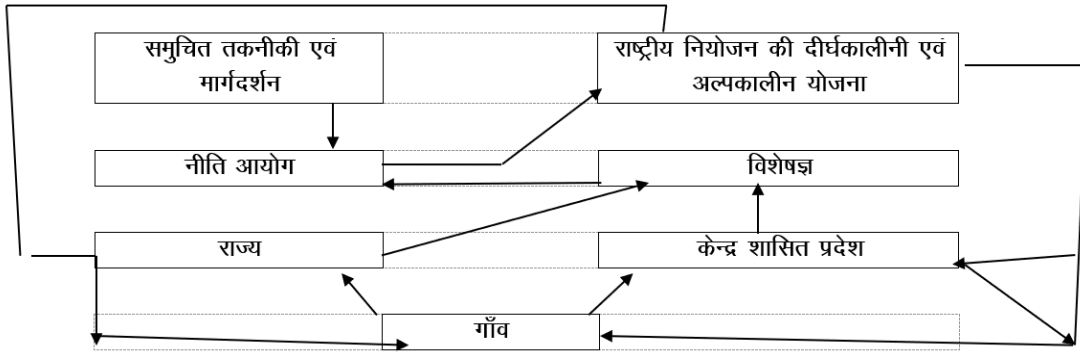 समुचित तकनीकी एवं
मार्गदर्शन
राष्ट्रीय नियोजन की दीर्घकालीनी एवं
अल्पकालीन योजना
नीति आयोग
विशेषज्ञ
राज्य
केन्द्र शासित प्रदेश
गाँव